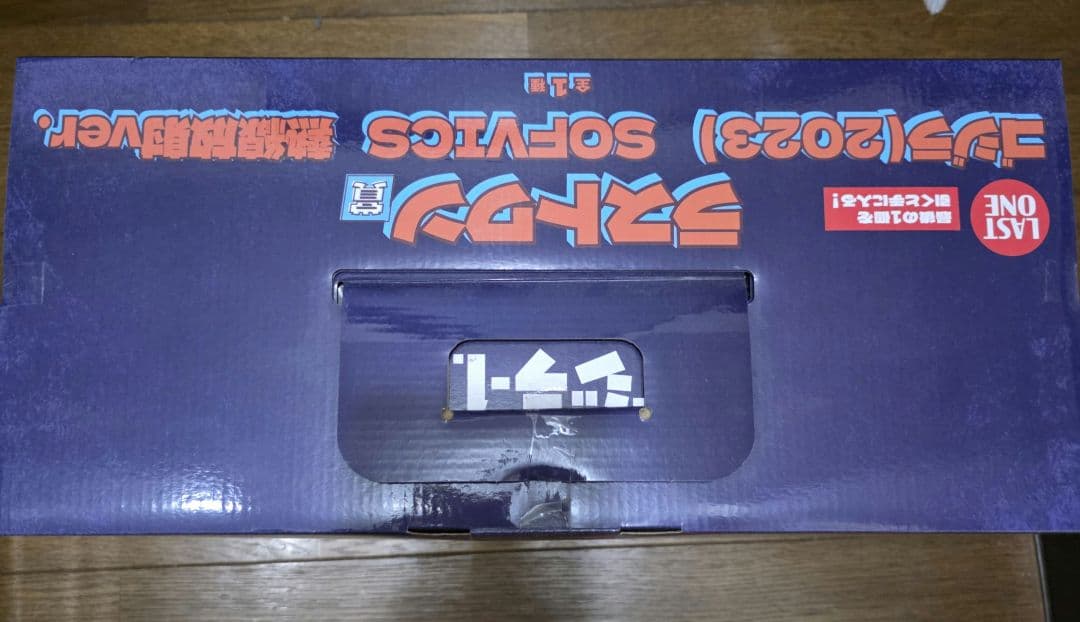 LAST
ONE
最後の1個を
引くと手に入る!
ラストワン賞
ゴジラ(2023) SOFVICS 熱線放射ver.
全1種